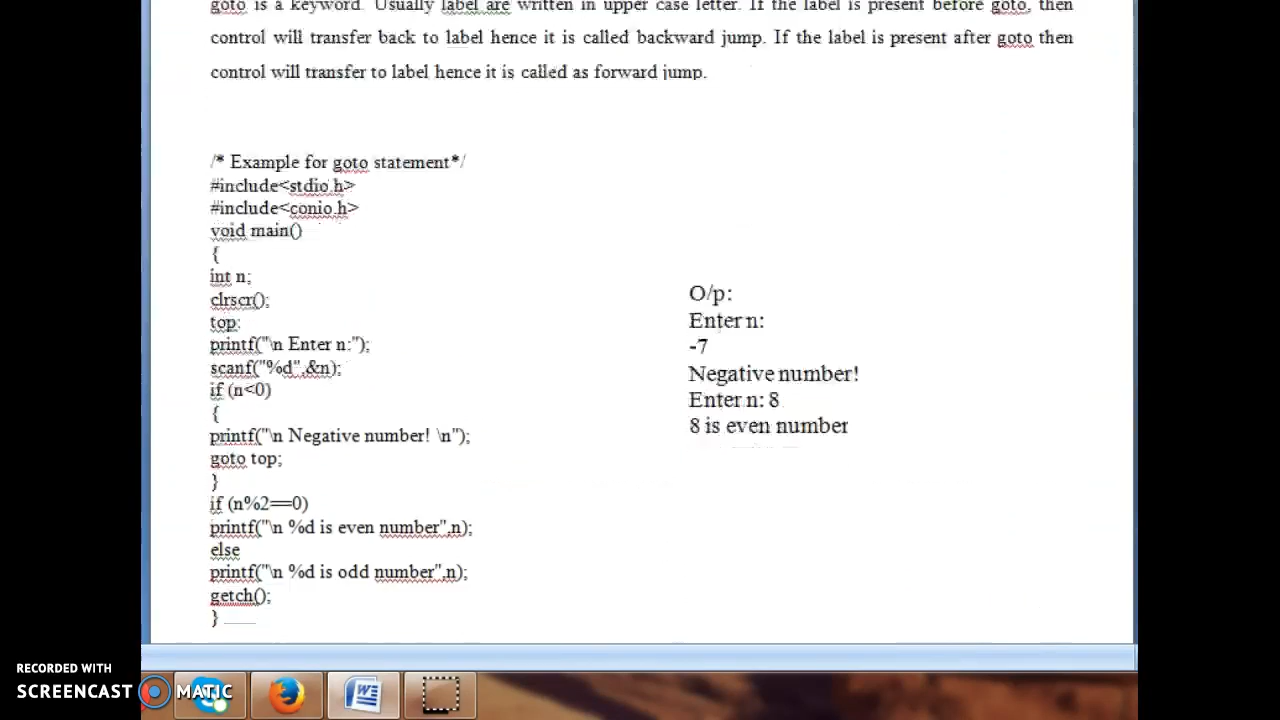 goto is a keyword. Usually label are written in upper case letter. If the label is present before goto, then
control will transfer back to label hence it is called backward jump. If the label is present after goto then
control will transfer to label hence it is called as forward jump.
/* Example for goto statement*/
#include<stdio.h>
#include<conio.h>
void main()
{
int n;
clrscr();
top:
printf("\n Enter n:");
scanf("%d",&n);
if (n<0)
{
printf("\n Negative number! \n");
goto top;
}
if (n%2==0)
printf("\n %d is even number",n);
else
printf("\n %d is odd number",n);
getch();
}
O/p:
Enter n:
-7
Negative number!
Enter n: 8
8 is even number
RECORDED WITH
SCREENCAST MATIC